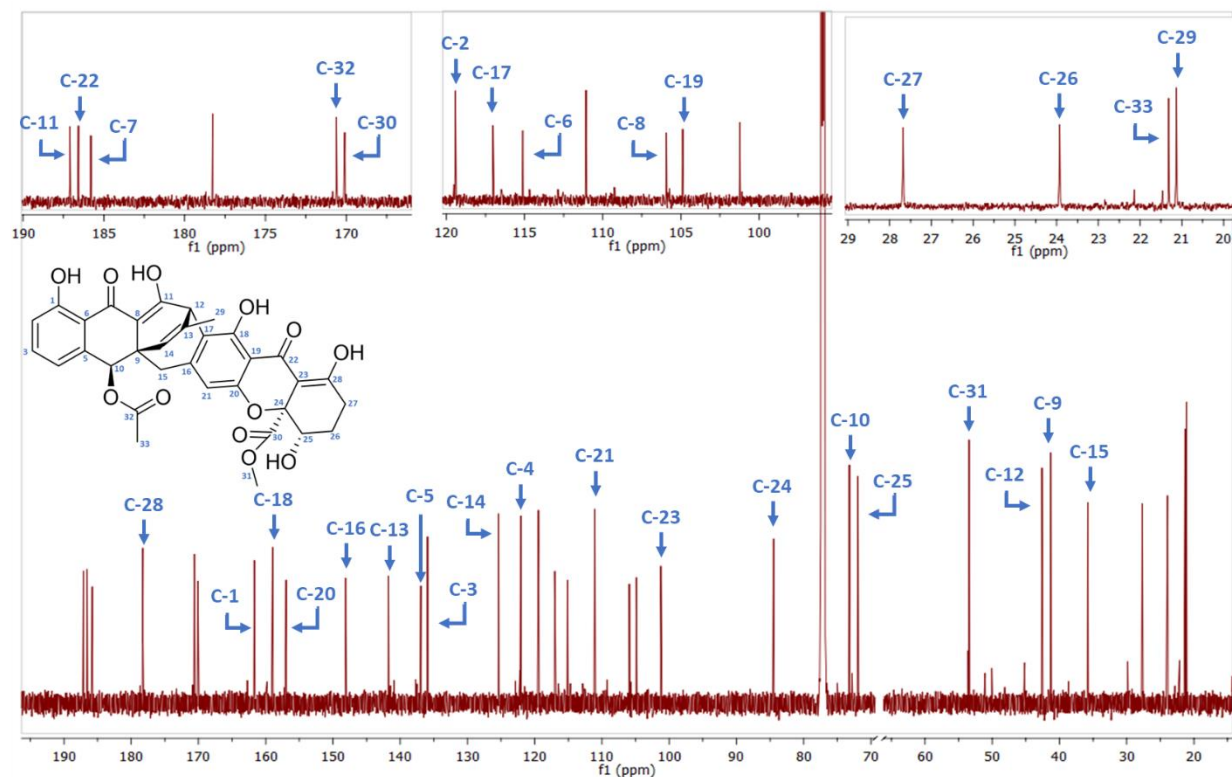 C-22
C-11
C-7
C-32
C-30
190
185
180
175
170
f1 (ppm)
C-2
C-17
C-6
C-8
C-19
120
115
110
105
100
f1 (ppm)
C-27
C-26
C-29
C-33
29
28
27
26
25
24
23
22
21
20
f1 (ppm)
OH
O
HO
OH
O
OH
O
O
O
O
O
HO
1
3
5
6
8
9
10
11
12
13
14
15
16
17
18
19
20
21
22
23
24
25
26
27
28
29
30
31
32
33
C-28
C-1
C-18
C-20
C-16
C-13
C-5
C-3
C-14
C-4
C-21
C-23
C-24
C-10
C-25
C-31
C-12
C-9
C-15
190
180
170
160
150
140
130
120
110
100
90
80
70
60
50
40
30
20
f1 (ppm)